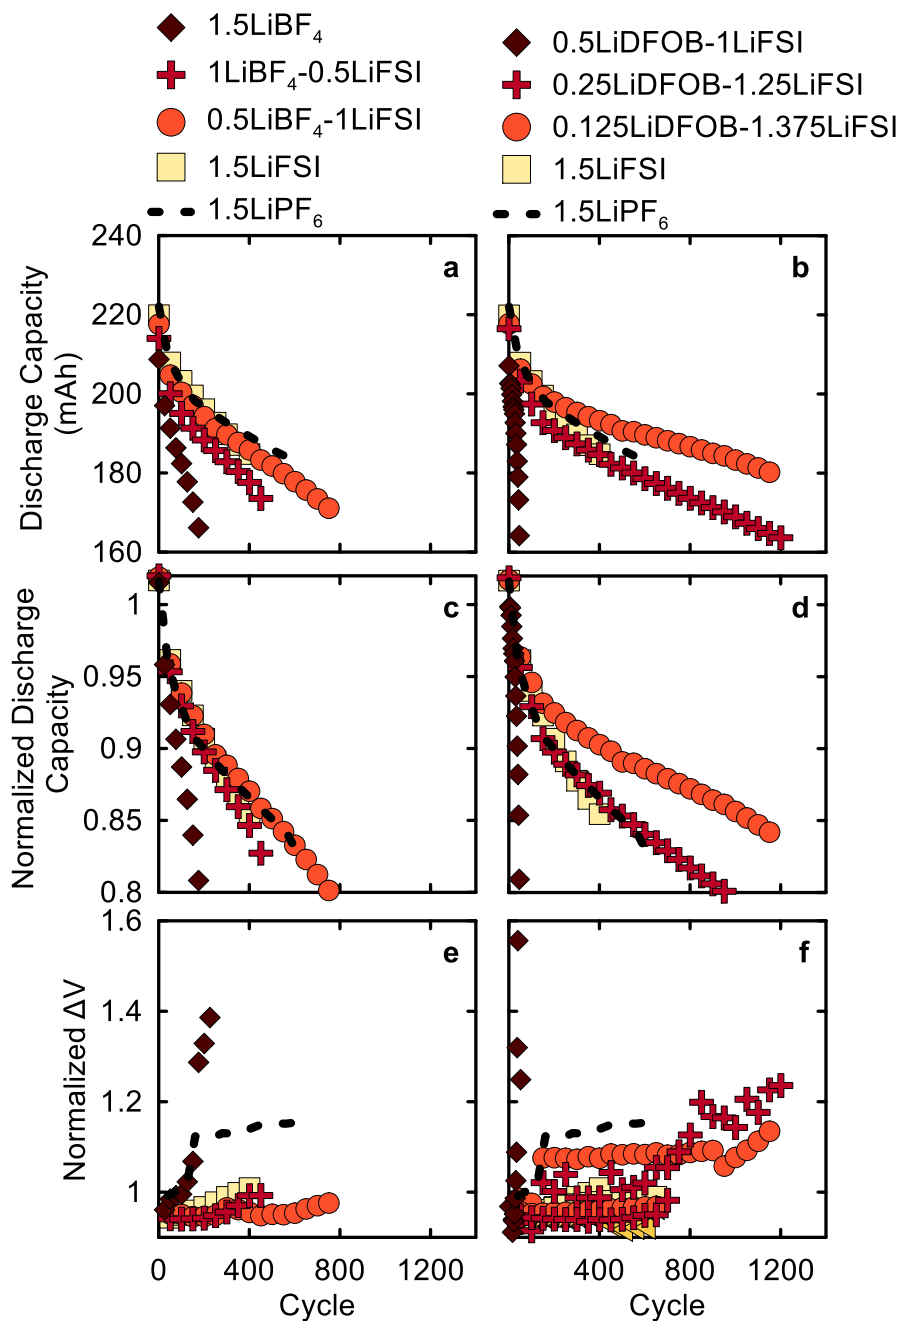 1.5LiBF₄
1LiBF₄-0.5LiFSI
0.5LiBF₄-1LiFSI
1.5LiFSI
1.5LiPF₆
0.5LiDFOB-1LiFSI
0.25LiDFOB-1.25LiFSI
0.125LiDFOB-1.375LiFSI
1.5LiFSI
1.5LiPF₆
Discharge Capacity
(mAh)
240
220
200
180
160
a
b
Normalized Discharge
Capacity
1
0.95
0.9
0.85
0.8
c
d
Normalized ΔV
1.6
1.4
1.2
1
e
f
0 400 800 1200
0 400 800 1200
Cycle
Cycle